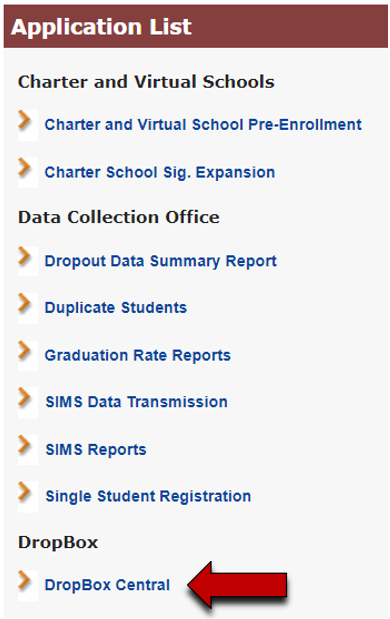 Application List
Charter and Virtual Schools
Charter and Virtual School Pre-Enrollment
Charter School Sig. Expansion
Data Collection Office
Dropout Data Summary Report
Duplicate Students
Graduation Rate Reports
SIMS Data Transmission
SIMS Reports
Single Student Registration
DropBox
DropBox Central